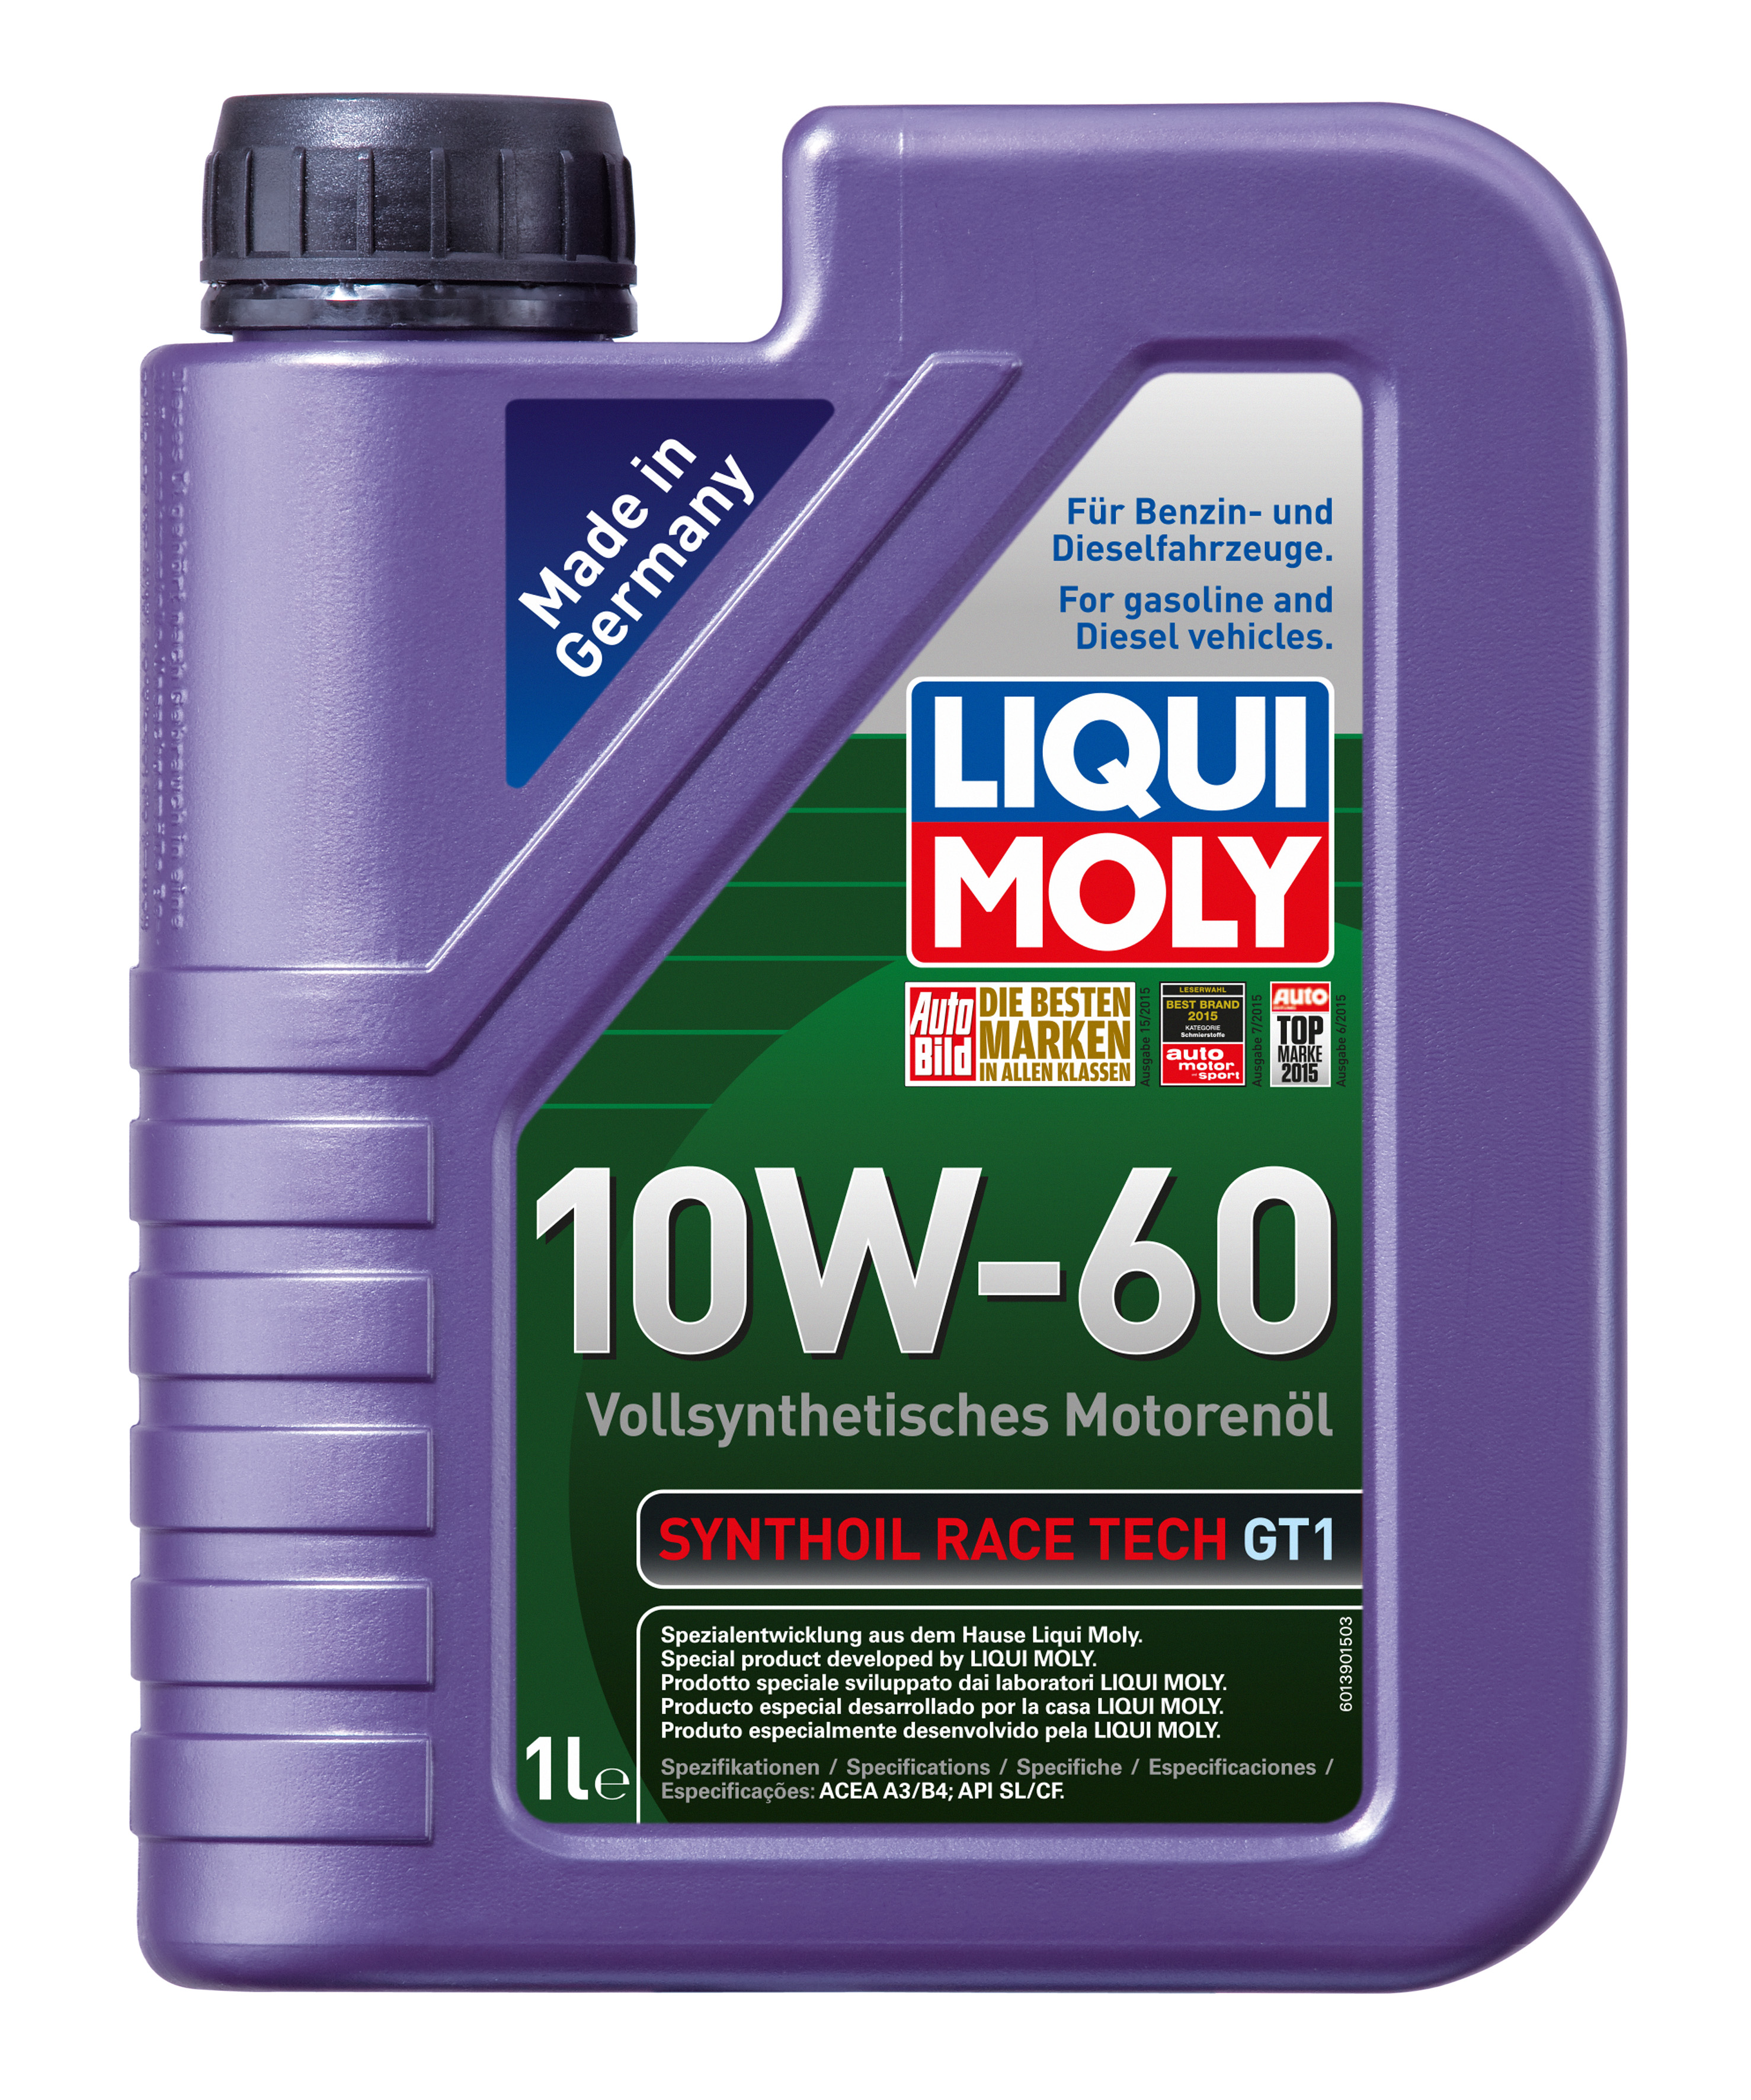 Made in
Germany
Für Benzin- und
Dieselfahrzeuge.
For gasoline and
Diesel vehicles.
LIQUI
MOLY
Auto
Bild
DIE BESTEN
MARKEN
IN ALLEN KLASSEN
Ausgabe 15/2015
LESERWAHL
BEST BRAND
2015
KATEGORIE
Schmierstoffe
auto
motor
sport
Ausgabe 7/2015
Auto
TOP
MARKE
2015
Ausgabe 6/2015
10W-60
Vollsynthetisches Motorenöl
SYNTHOIL RACE TECH GT1
Spezialentwicklung aus dem Hause Liqui Moly.
Special product developed by LIQUI MOLY.
Prodotto speciale sviluppato dai laboratori LIQUI MOLY.
Producto especial desarrollado por la casa LIQUI MOLY.
Produto especialmente desenvolvido pela LIQUI MOLY.
6013901503
Spezifikationen / Specifications / Specifiche / Especificaciones /
Especificações: ACEA A3/B4; API SL/CF.
1L e